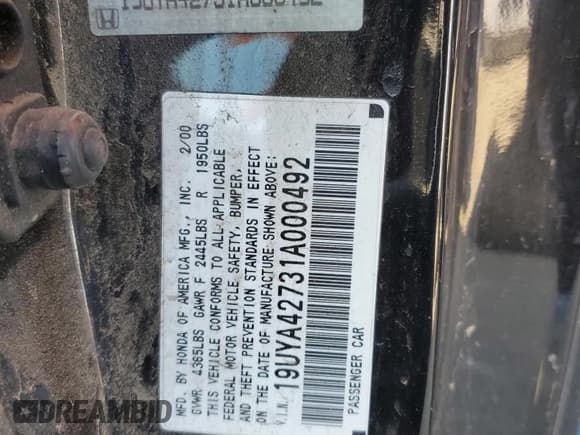 19UYA42731A000492
MFD. BY HONDA OF AMERICA MFG., INC. 2/00
GVWR 4365LBS GAWR F 2445LBS R 1950LBS
THIS VEHICLE CONFORMS TO ALL APPLICABLE
FEDERAL MOTOR VEHICLE SAFETY, BUMPER,
AND THEFT PREVENTION STANDARDS IN EFFECT
ON THE DATE OF MANUFACTURE SHOWN ABOVE:
V.I.N. 19UYA42731A000492
PASSENGER CAR
DREAMBID